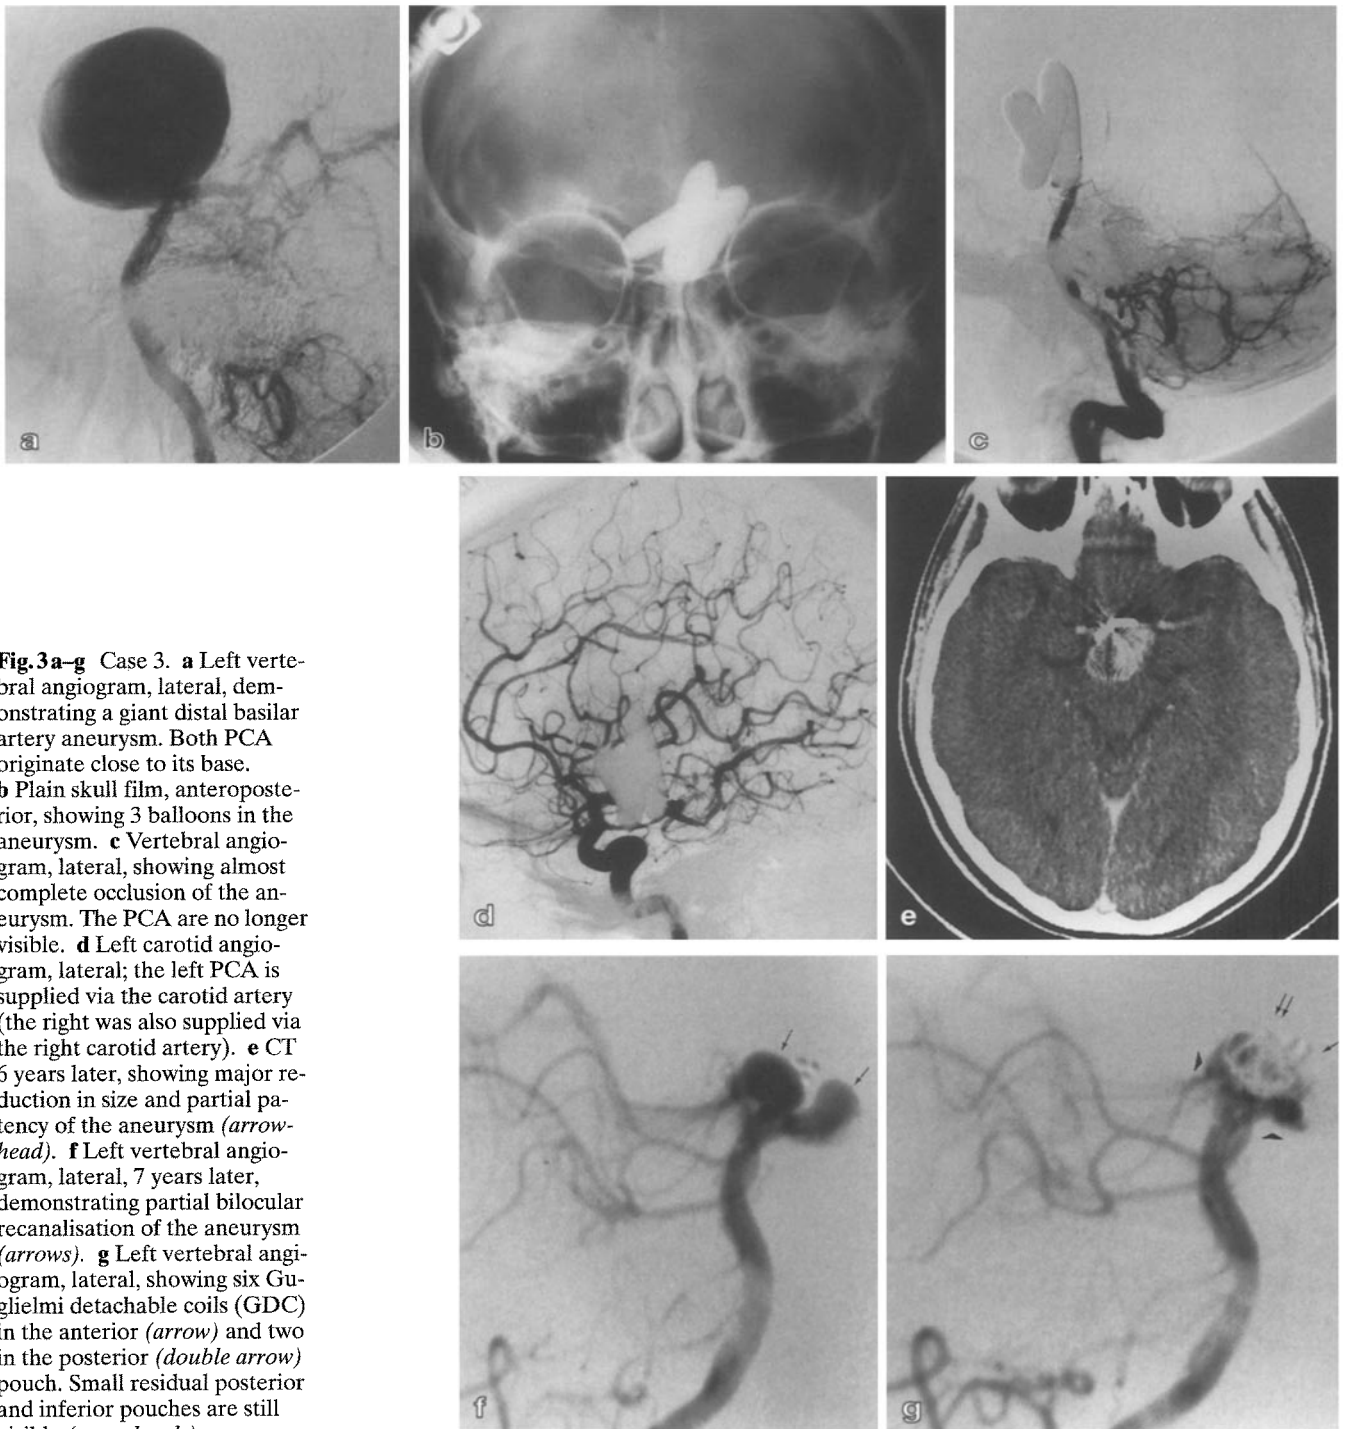 a
b
c
d
e
f
g
Fig. 3 a–g Case 3. a Left verte-
bral angiogram, lateral, dem-
onstrating a giant distal basilar
artery aneurysm. Both PCA
originate close to its base.
b Plain skull film, anteroposte-
rior, showing 3 balloons in the
aneurysm. c Vertebral angio-
gram, lateral, showing almost
complete occlusion of the an-
eurysm. The PCA are no longer
visible. d Left carotid angio-
gram, lateral; the left PCA is
supplied via the carotid artery
(the right was also supplied via
the right carotid artery). e CT
6 years later, showing major re-
duction in size and partial pa-
tency of the aneurysm (arrow-
head). f Left vertebral angio-
gram, lateral, 7 years later,
demonstrating partial bilocular
recanalisation of the aneurysm
(arrows). g Left vertebral angi-
ogram, lateral, showing six Gu-
glielmi detachable coils (GDC)
in the anterior (arrow) and two
in the posterior (double arrow)
pouch. Small residual posterior
and inferior pouches are still